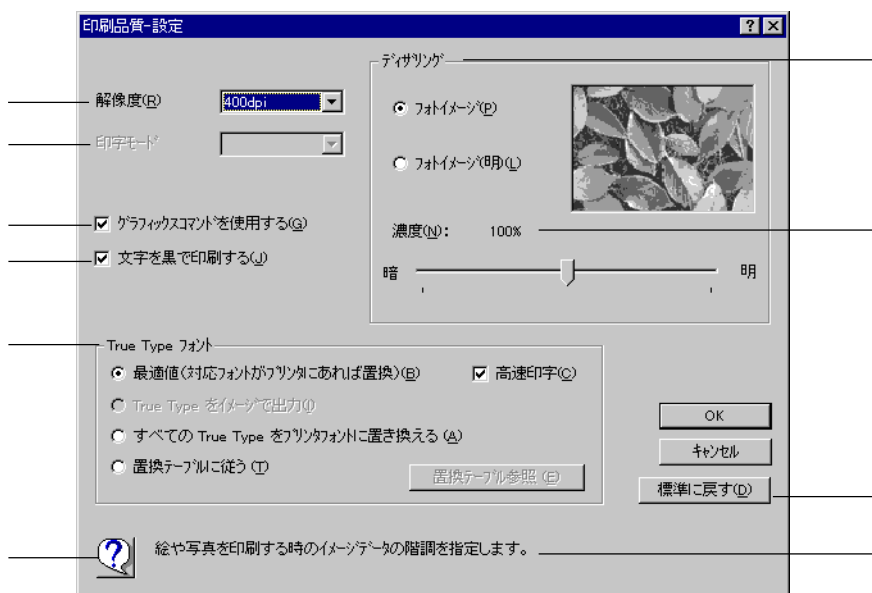 印刷品質-設定
解像度(R) 400dpi
印字モード
グラフィックスコマンドを使用する(G)
文字を黒で印刷する(J)
ディザリング
フォトイメージ(P)
フォトイメージ(明)(L)
濃度(N): 100%
暗 明
True Type フォント
最適値(対応フォントがプリンタにあれば置換)(B) 高速印字(C)
True Type をイメージで出力(I)
すべての True Type をプリンタフォントに置き換える (A)
置換テーブルに従う (T)
置換テーブル参照 (E)
OK
キャンセル
標準に戻す(D)
絵や写真を印刷する時のイメージデータの階調を指定します。